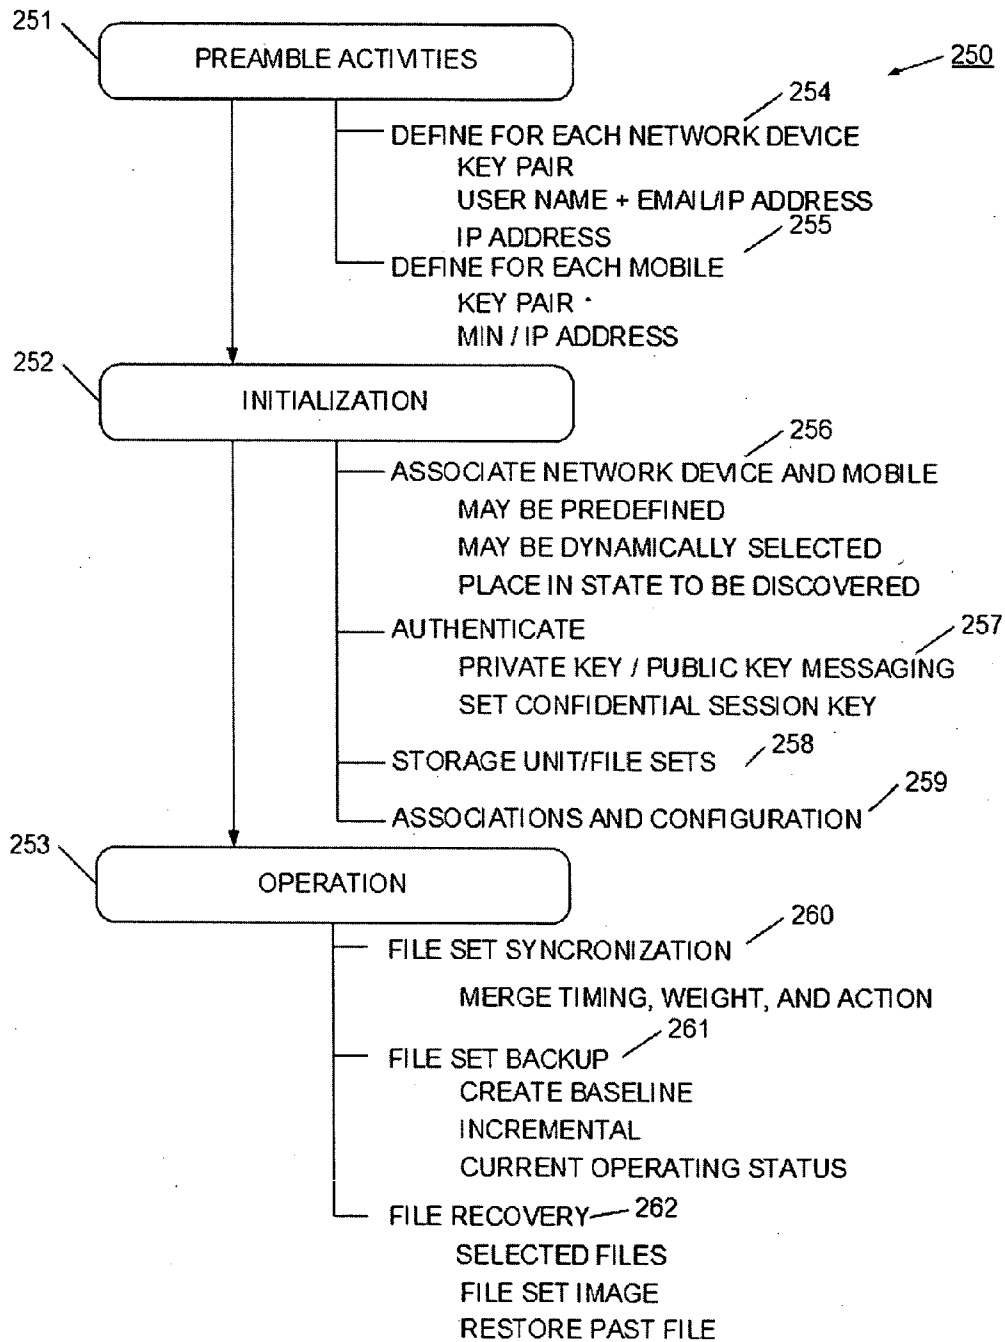 251
PREAMBLE ACTIVITIES
250
254
DEFINE FOR EACH NETWORK DEVICE
KEY PAIR
USER NAME + EMAIL/IP ADDRESS
IP ADDRESS
255
DEFINE FOR EACH MOBILE
KEY PAIR
MIN / IP ADDRESS
252
INITIALIZATION
256
ASSOCIATE NETWORK DEVICE AND MOBILE
MAY BE PREDEFINED
MAY BE DYNAMICALLY SELECTED
PLACE IN STATE TO BE DISCOVERED
AUTHENTICATE
257
PRIVATE KEY / PUBLIC KEY MESSAGING
SET CONFIDENTIAL SESSION KEY
STORAGE UNIT/FILE SETS
258
ASSOCIATIONS AND CONFIGURATION
259
253
OPERATION
260
FILE SET SYNCRONIZATION
MERGE TIMING, WEIGHT, AND ACTION
261
FILE SET BACKUP
CREATE BASELINE
INCREMENTAL
CURRENT OPERATING STATUS
FILE RECOVERY
262
SELECTED FILES
FILE SET IMAGE
RESTORE PAST FILE